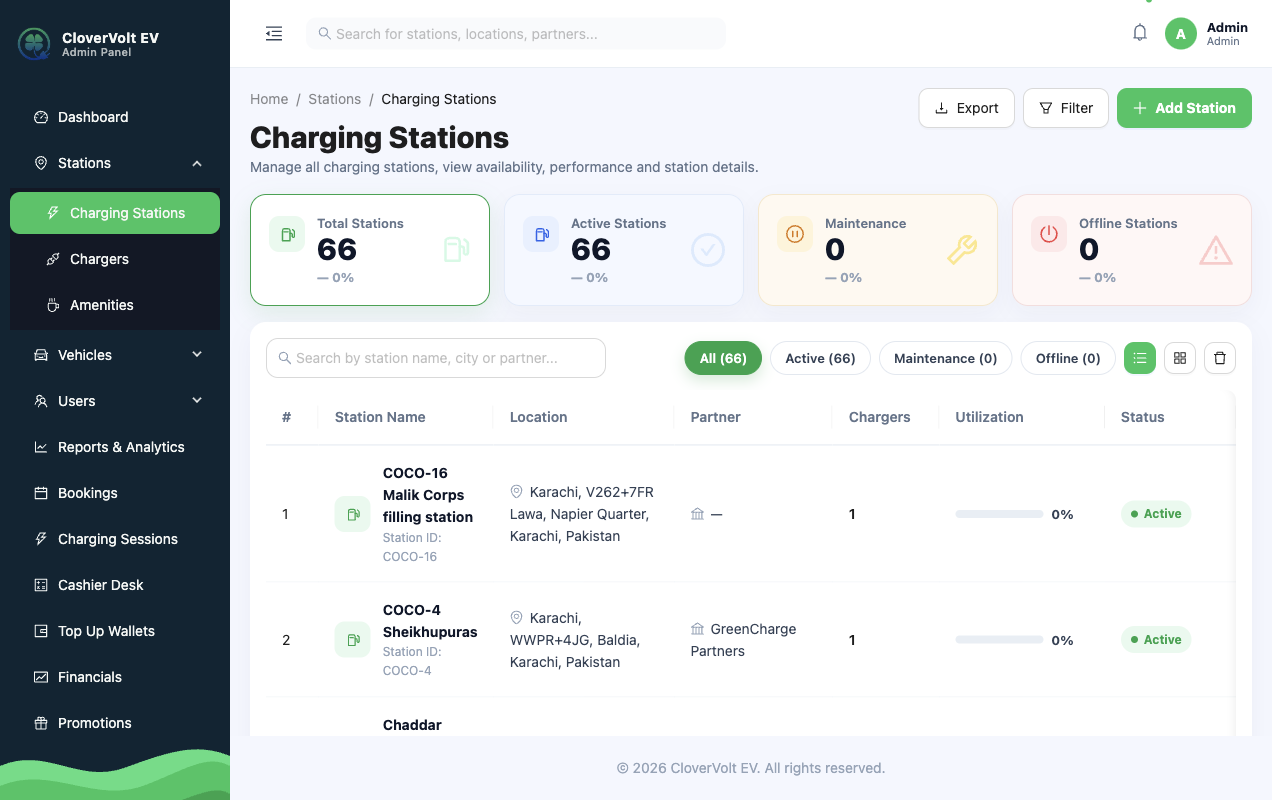 CloverVolt EV
Admin Panel
Search for stations, locations, partners...
A
Admin
Admin
Dashboard
Stations
Charging Stations
Chargers
Amenities
Vehicles
Users
Reports & Analytics
Bookings
Charging Sessions
Cashier Desk
Top Up Wallets
Financials
Promotions
Home / Stations / Charging Stations
Export
Filter
Add Station
Charging Stations
Manage all charging stations, view availability, performance and station details.
Total Stations
66
— 0%
Active Stations
66
— 0%
Maintenance
0
— 0%
Offline Stations
0
— 0%
Search by station name, city or partner...
All (66)
Active (66)
Maintenance (0)
Offline (0)
# Station Name Location Partner Chargers Utilization Status
1
COCO-16
Malik Corps
filling station
Station ID:
COCO-16
Karachi, V262+7FR
Lawa, Napier Quarter,
Karachi, Pakistan
—
1
0%
Active
2
COCO-4
Sheikhupuras
Station ID:
COCO-4
Karachi,
WWPR+4JG, Baldia,
Karachi, Pakistan
GreenCharge
Partners
1
0%
Active
Chaddar
© 2026 CloverVolt EV. All rights reserved.